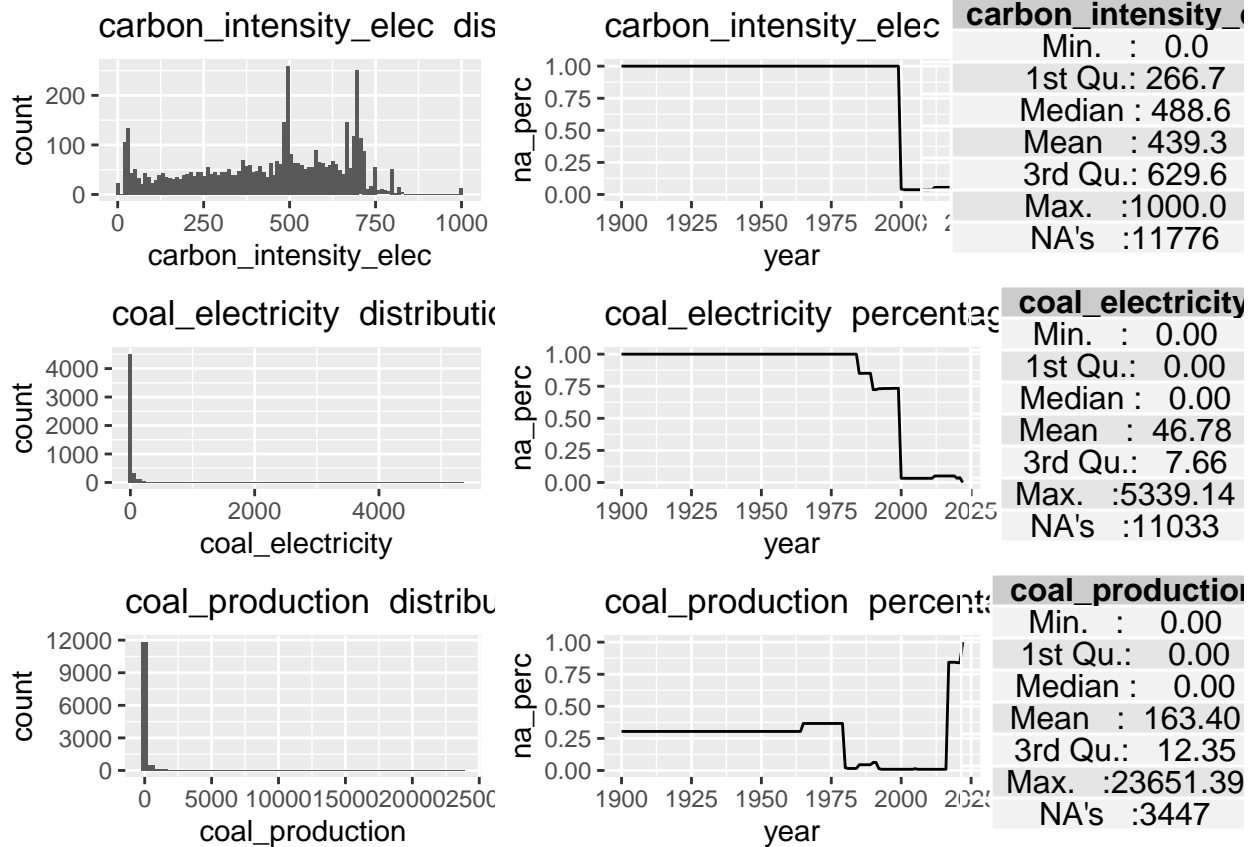 carbon_intensity_elec dis
count
200
100
0
0 250 500 750 1000
carbon_intensity_elec
carbon_intensity_elec
na_perc
1.00
0.75
0.50
0.25
0.00
1900 1925 1950 1975 2000
year
carbon_intensity_e
Min. : 0.0
1st Qu.: 266.7
Median : 488.6
Mean : 439.3
3rd Qu.: 629.6
Max. :1000.0
NA's :11776
coal_electricity distributio
count
4000
3000
2000
1000
0
0 2000 4000
coal_electricity
coal_electricity percentag
na_perc
1.00
0.75
0.50
0.25
0.00
1900 1925 1950 1975 2000 2025
year
coal_electricity
Min. : 0.00
1st Qu.: 0.00
Median : 0.00
Mean : 46.78
3rd Qu.: 7.66
Max. :5339.14
NA's :11033
coal_production distribu
count
12000
9000
6000
3000
0
0 5000 10000 15000 20000 2500
coal_production
coal_production percenta
na_perc
1.00
0.75
0.50
0.25
0.00
1900 1925 1950 1975 2000 2025
year
coal_production
Min. : 0.00
1st Qu.: 0.00
Median : 0.00
Mean : 163.40
3rd Qu.: 12.35
Max. :23651.39
NA's :3447